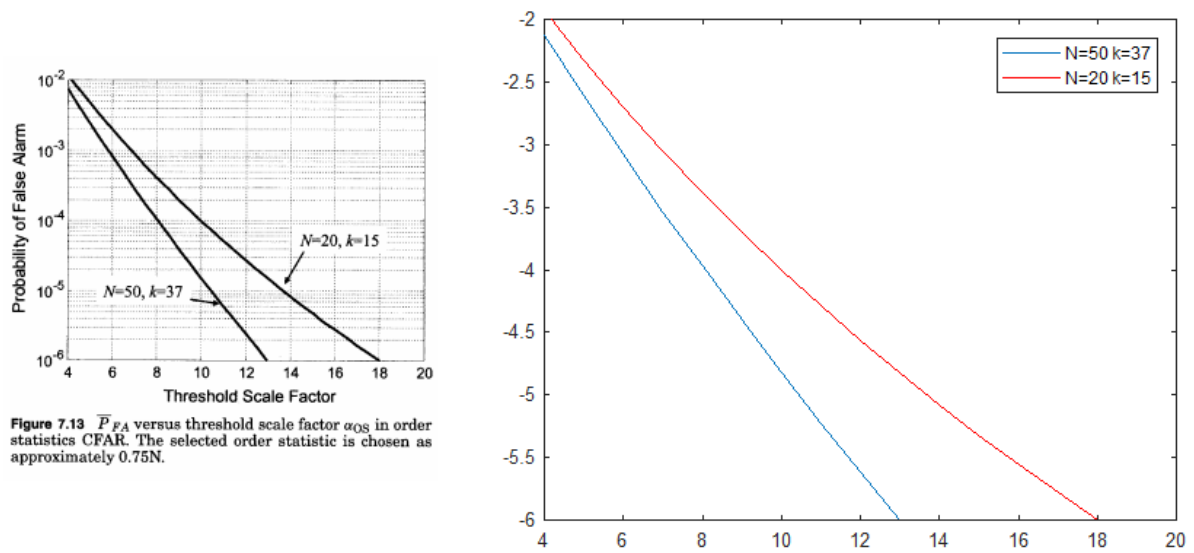 10-2
10-3
10-4
10-5
10-6
Probability of False Alarm
N=20, k=15
N=50, k=37
4 6 8 10 12 14 16 18 20
Threshold Scale Factor
Figure 7.13 P̅FA versus threshold scale factor αOS in order
statistics CFAR. The selected order statistic is chosen as
approximately 0.75N.
-2
-2.5
-3
-3.5
-4
-4.5
-5
-5.5
-6
N=50 k=37
N=20 k=15
4 6 8 10 12 14 16 18 20